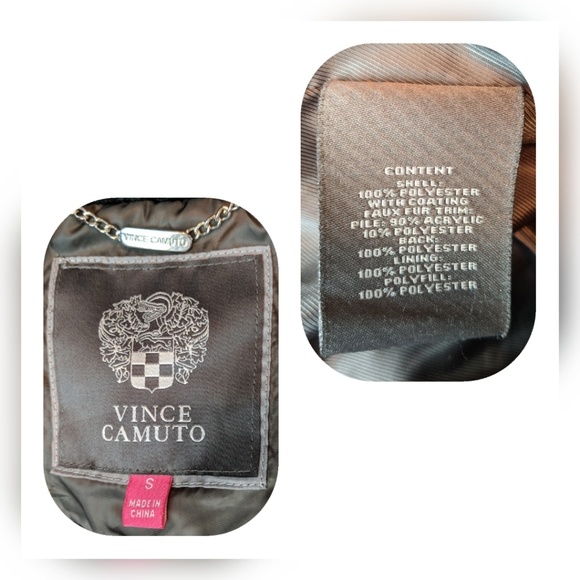 VINCE CAMUTO
VINCE
CAMUTO
S
MADE IN
CHINA
CONTENT
SHELL:
100% POLYESTER
WITH COATING
FAUX FUR TRIM:
PILE: 90% ACRYLIC
10% POLYESTER
BACK:
100% POLYESTER
LINING:
100% POLYESTER
POLYFILL:
100% POLYESTER